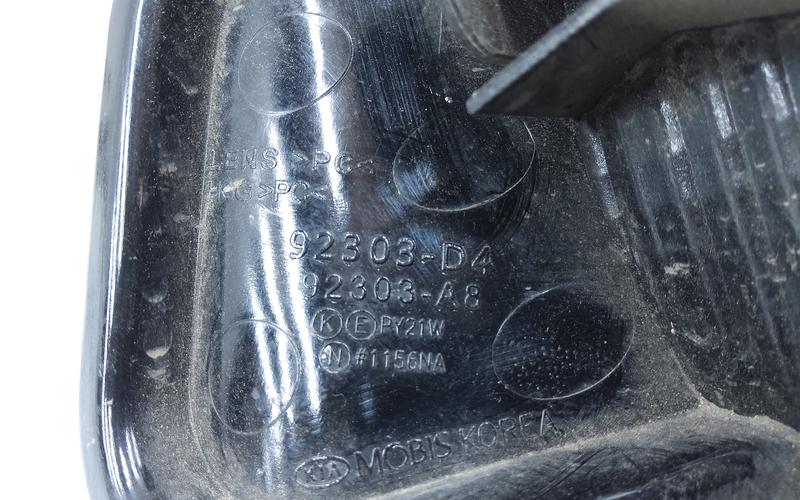 LENS >PC<
HSG>PC<
92303-D4
92303-A8
K E PY21W
N #1156NA
KIA MOBIS KOREA